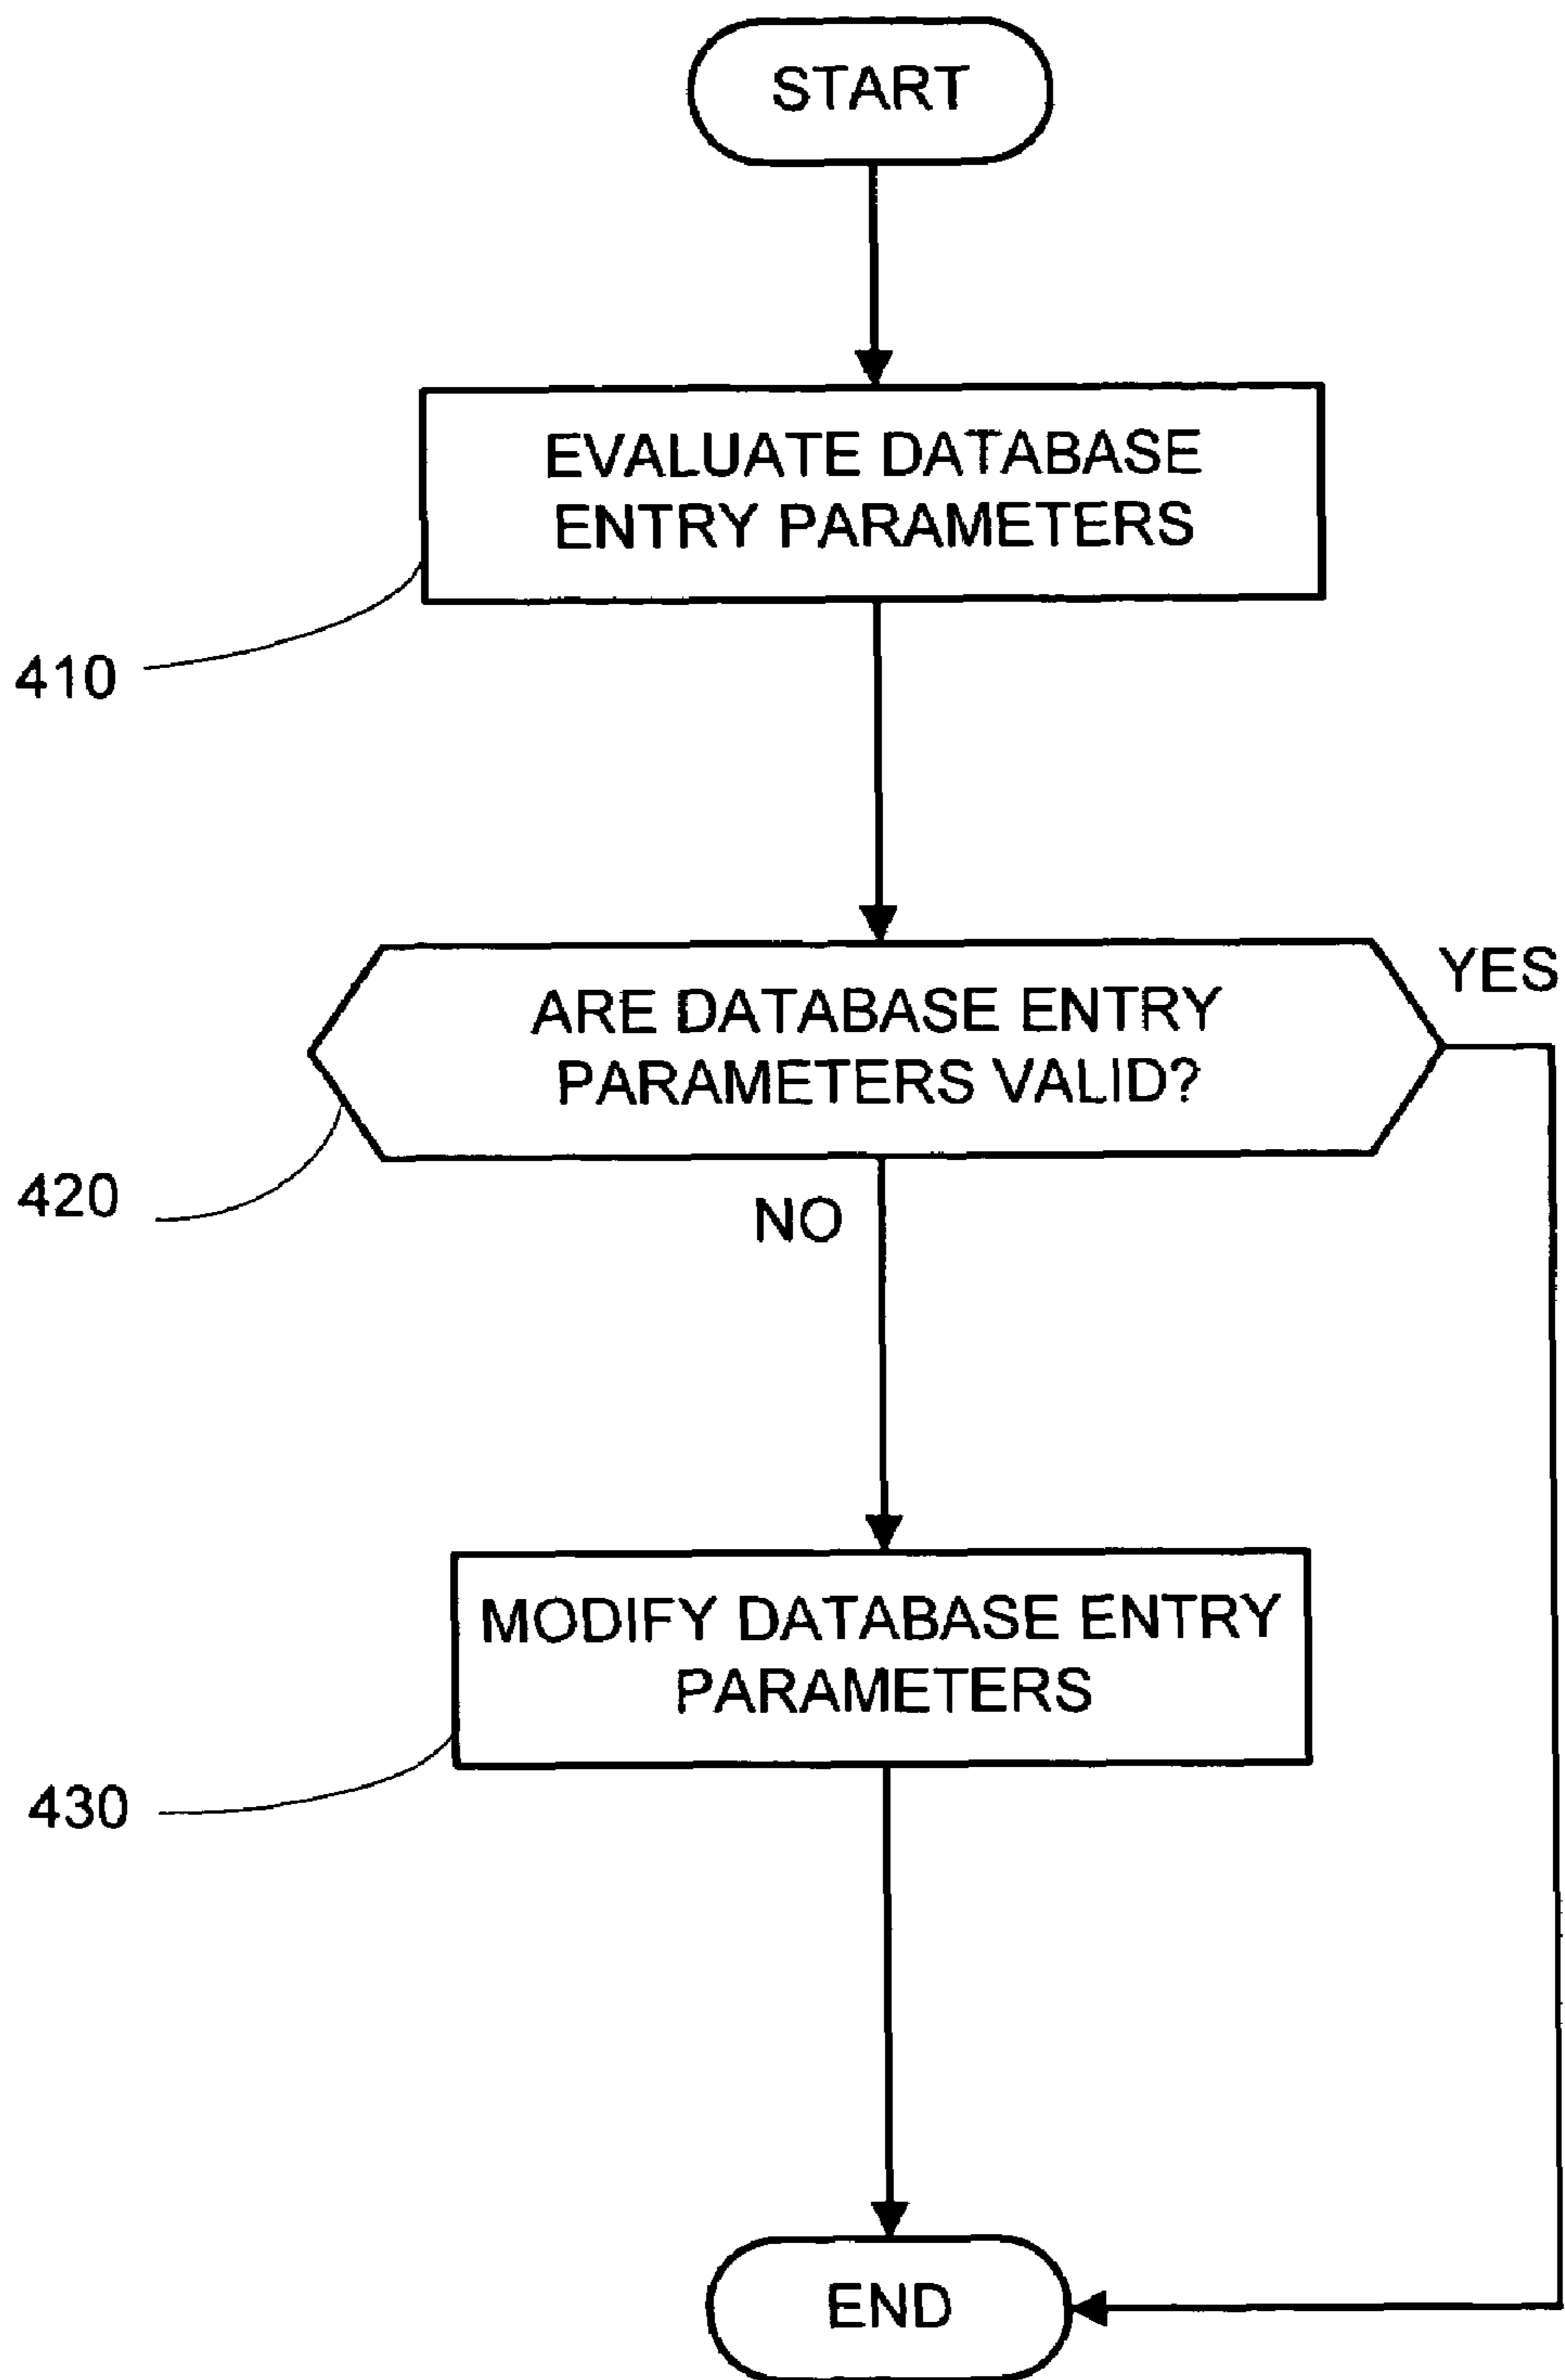 START
EVALUATE DATABASE
ENTRY PARAMETERS
410
ARE DATABASE ENTRY
PARAMETERS VALID?
YES
420
NO
MODIFY DATABASE ENTRY
PARAMETERS
430
END